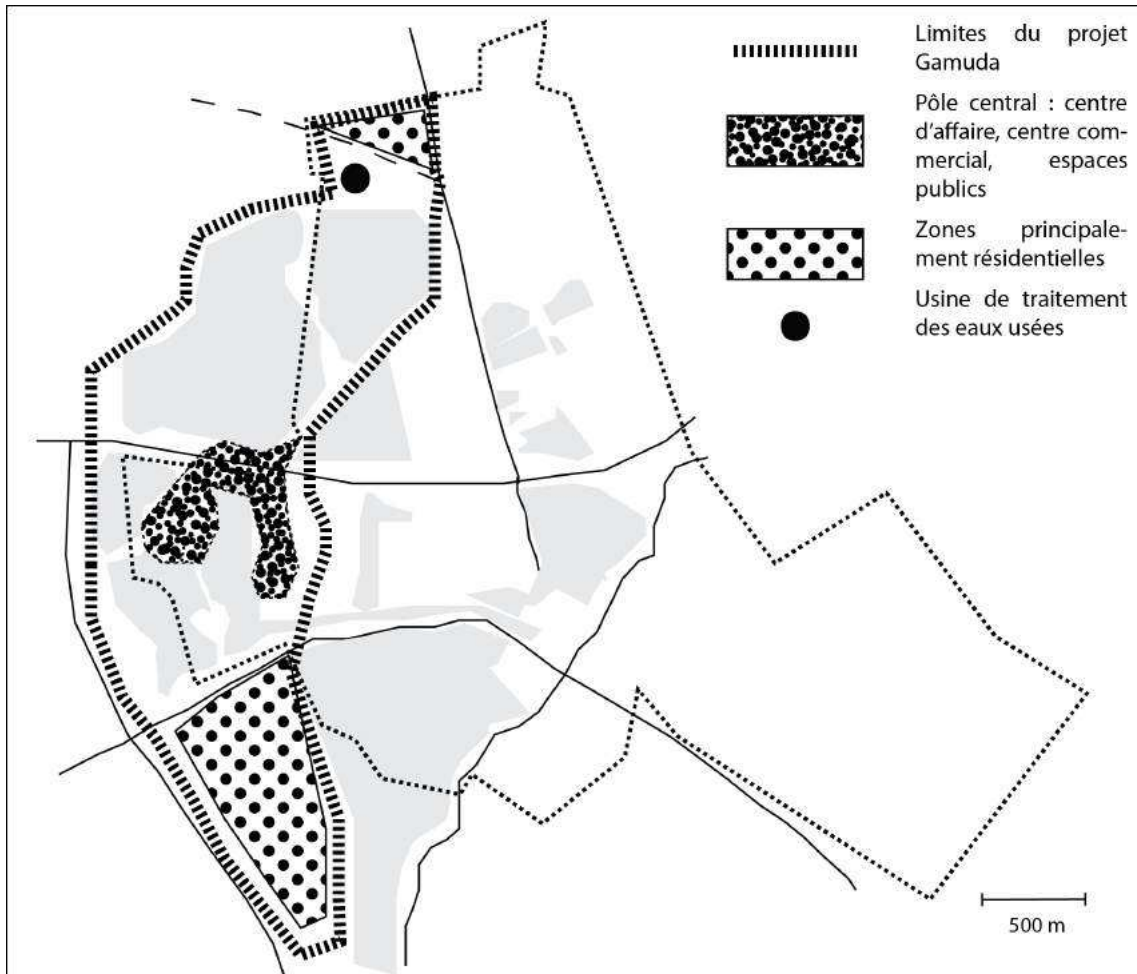 Limites du projet
Gamuda
Pôle central : centre
d'affaire, centre com-
mercial, espaces
publics
Zones principale-
ment résidentielles
Usine de traitement
des eaux usées
500 m